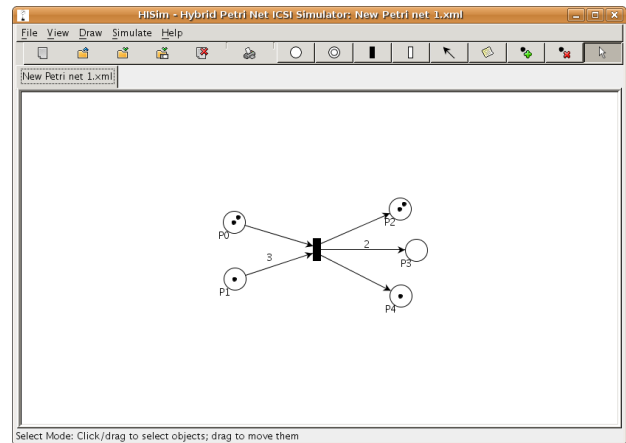 HISim - Hybrid Petri Net ICSI Simulator: New Petri net 1.xml
File View Draw Simulate Help
New Petri net 1.xml
P0
P2
2
3
P3
P1
P4
Select Mode: Click/drag to select objects; drag to move them